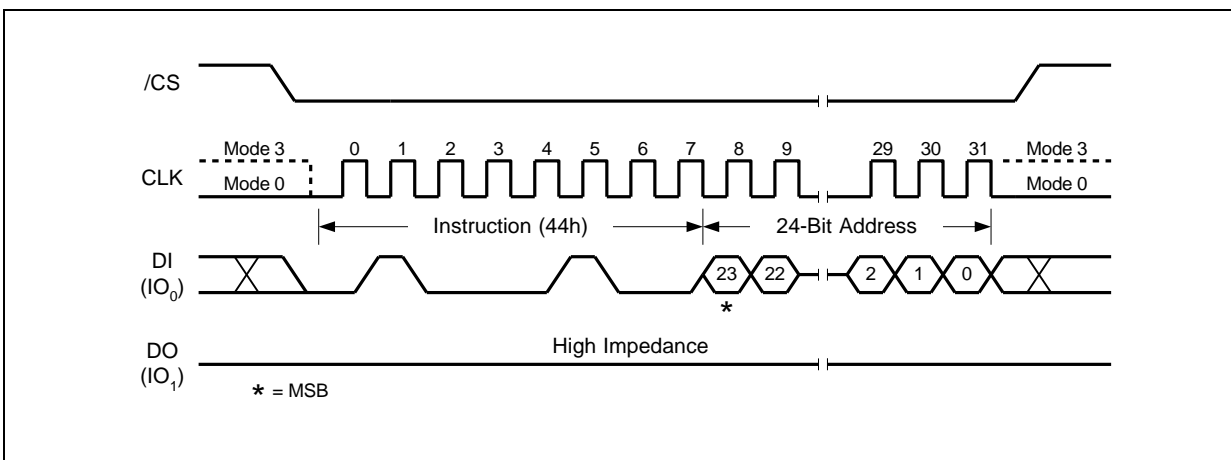 /CS
Mode 3 0 1 2 3 4 5 6 7 8 9 29 30 31 Mode 3
CLK Mode 0 Mode 0
Instruction (44h) 24-Bit Address
DI
(IO0) 23 22 2 1 0
*
High Impedance
DO
(IO1)
* = MSB